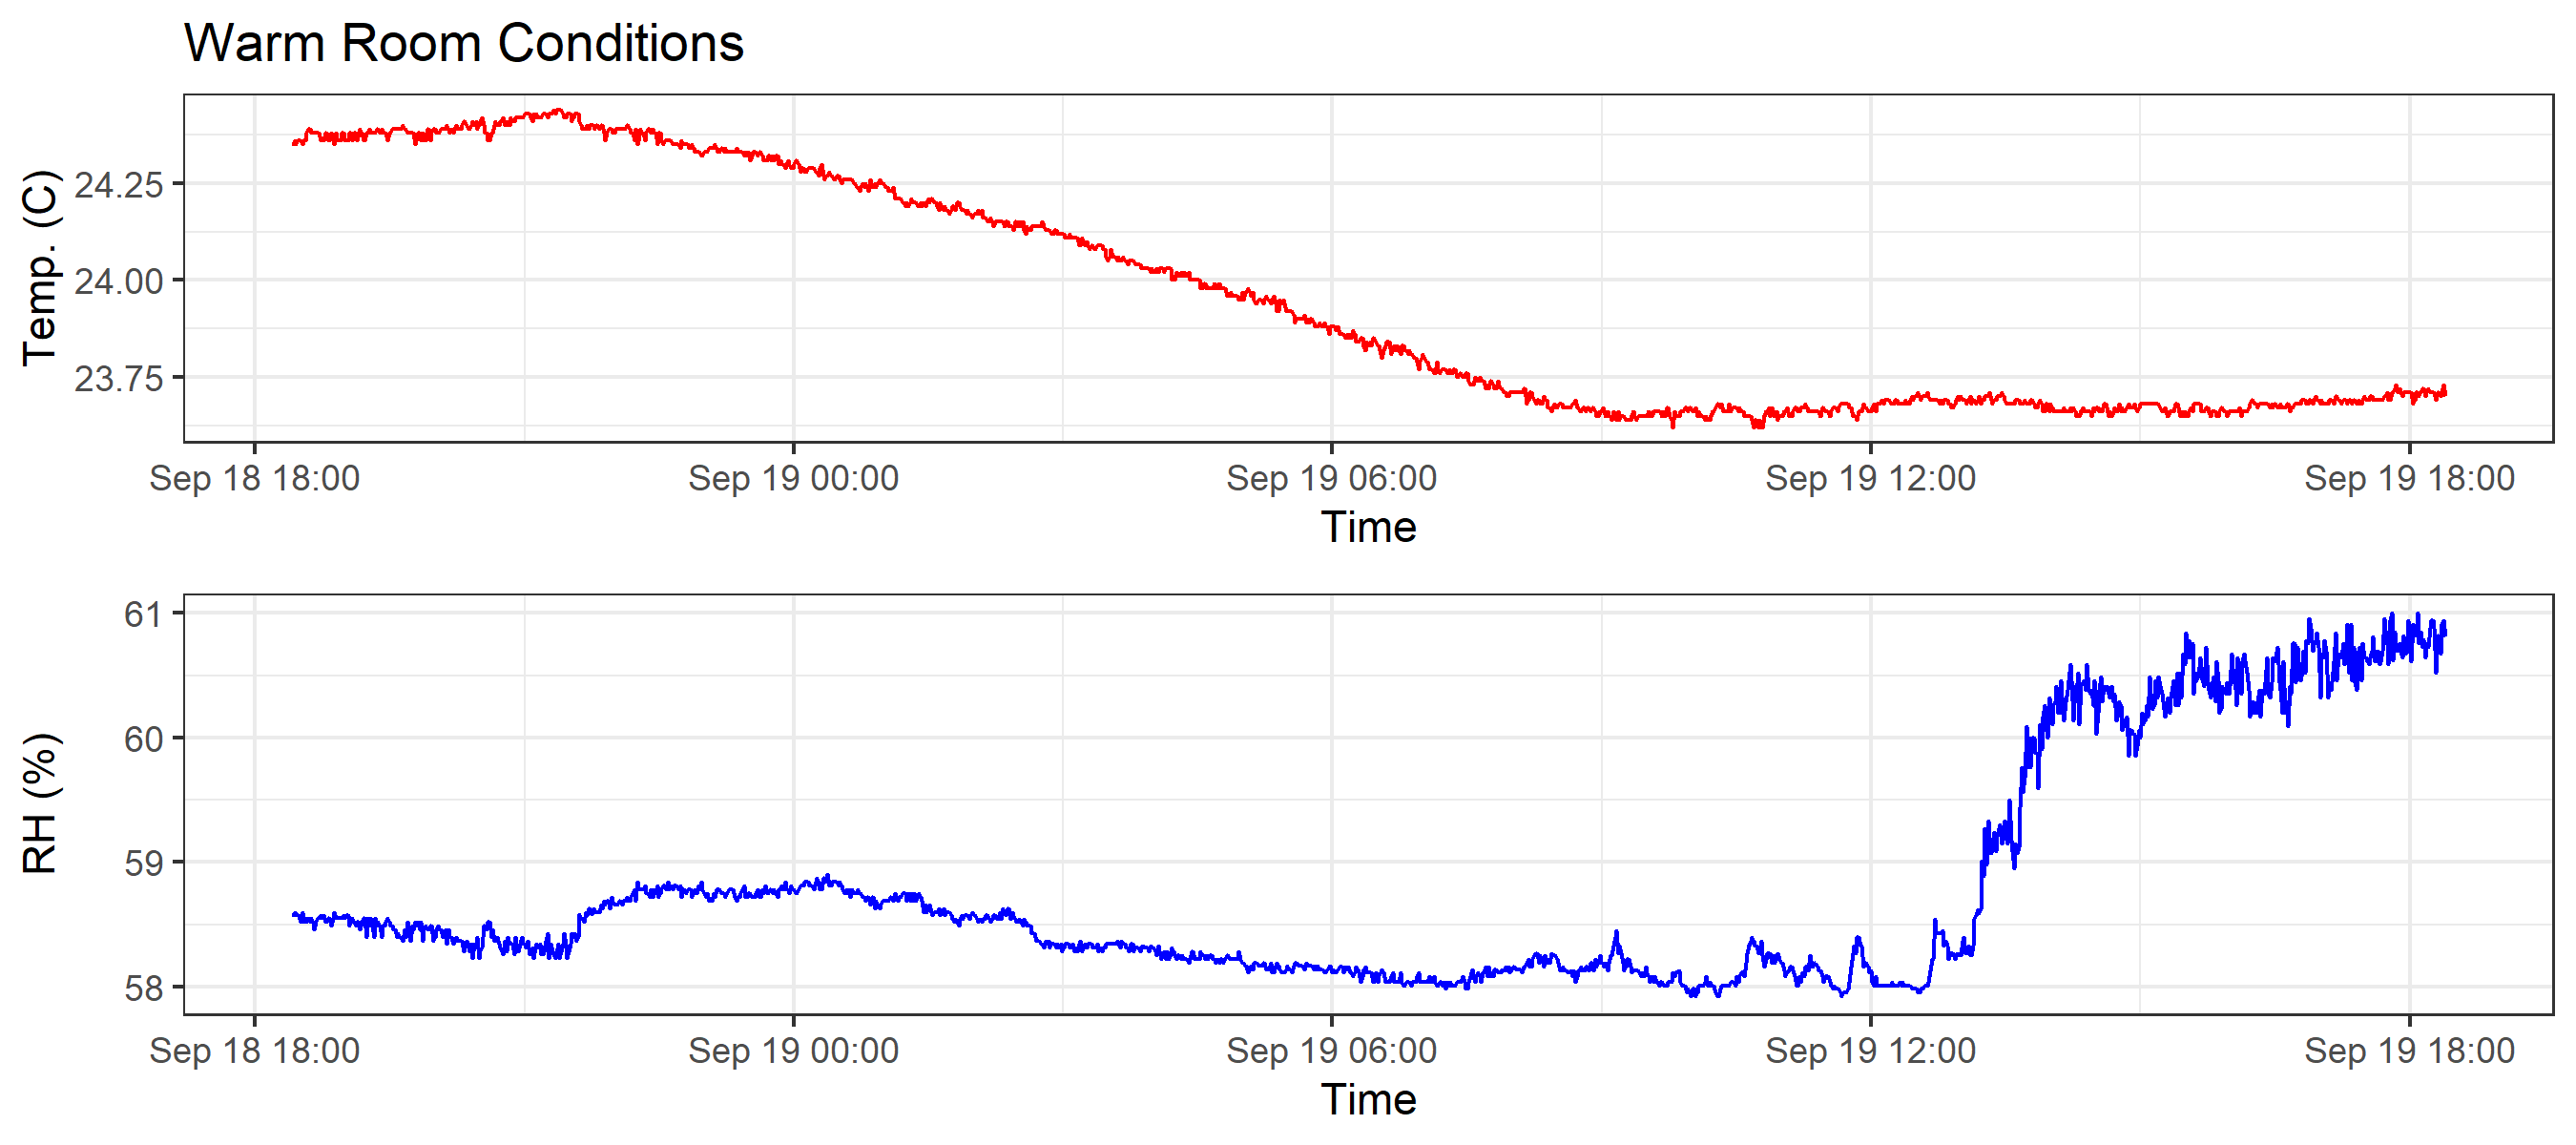 Warm Room Conditions
Temp. (C)
24.25
24.00
23.75
Sep 18 18:00 Sep 19 00:00 Sep 19 06:00 Sep 19 12:00 Sep 19 18:00
Time
RH (%)
61
60
59
58
Sep 18 18:00 Sep 19 00:00 Sep 19 06:00 Sep 19 12:00 Sep 19 18:00
Time